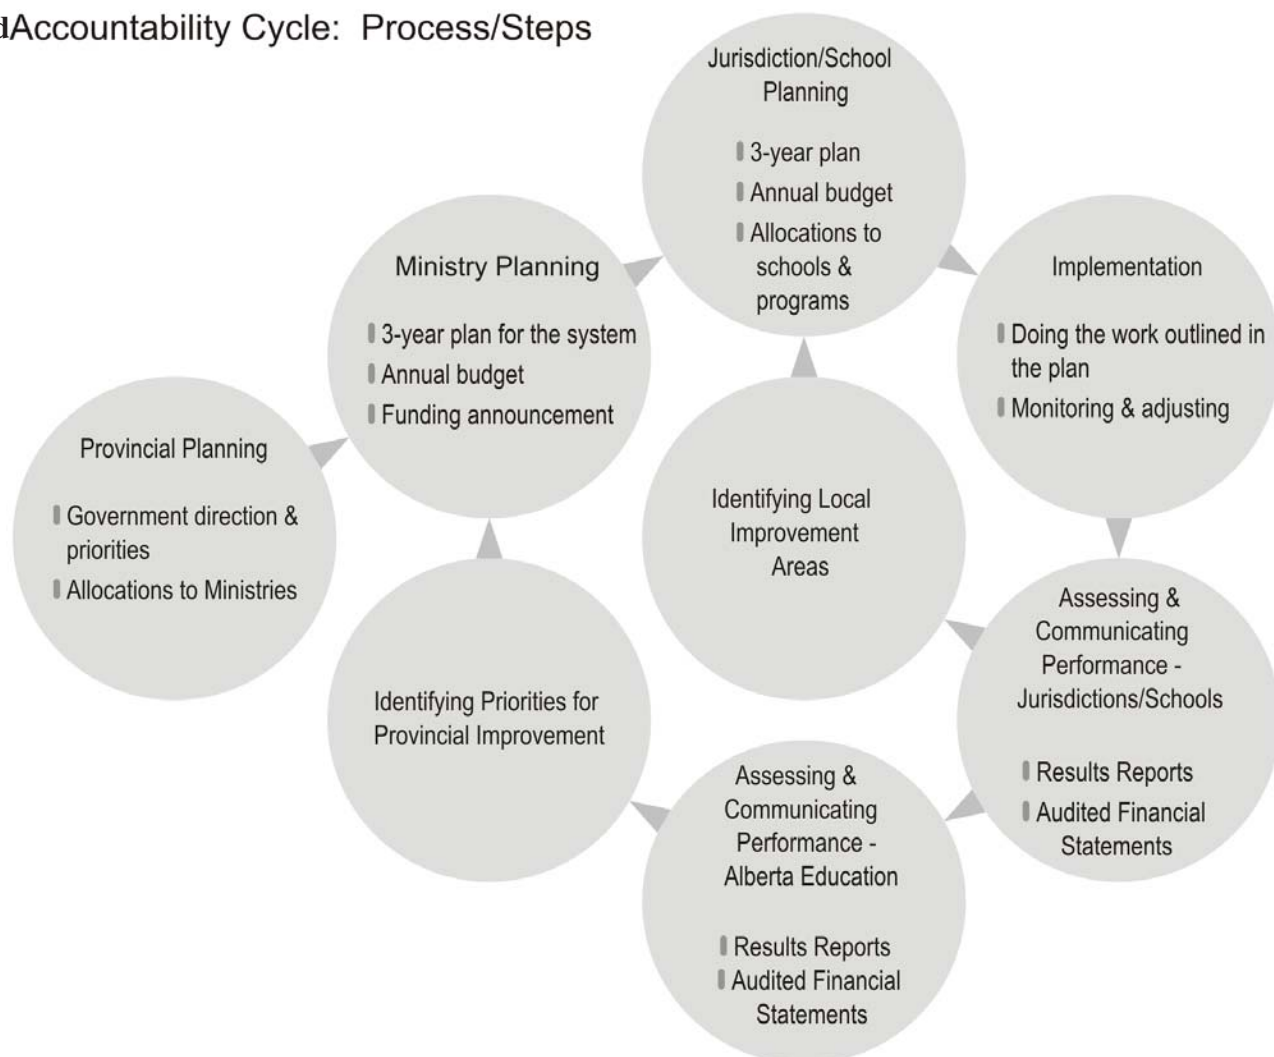 dAccountability Cycle: Process/Steps
Jurisdiction/School
Planning
3-year plan
Annual budget
Allocations to
schools &
programs
Ministry Planning
3-year plan for the system
Annual budget
Funding announcement
Implementation
Doing the work outlined in
the plan
Monitoring & adjusting
Provincial Planning
Government direction &
priorities
Allocations to Ministries
Identifying Local
Improvement
Areas
Assessing &
Communicating
Performance -
Jurisdictions/Schools
Results Reports
Audited Financial
Statements
Identifying Priorities for
Provincial Improvement
Assessing &
Communicating
Performance -
Alberta Education
Results Reports
Audited Financial
Statements